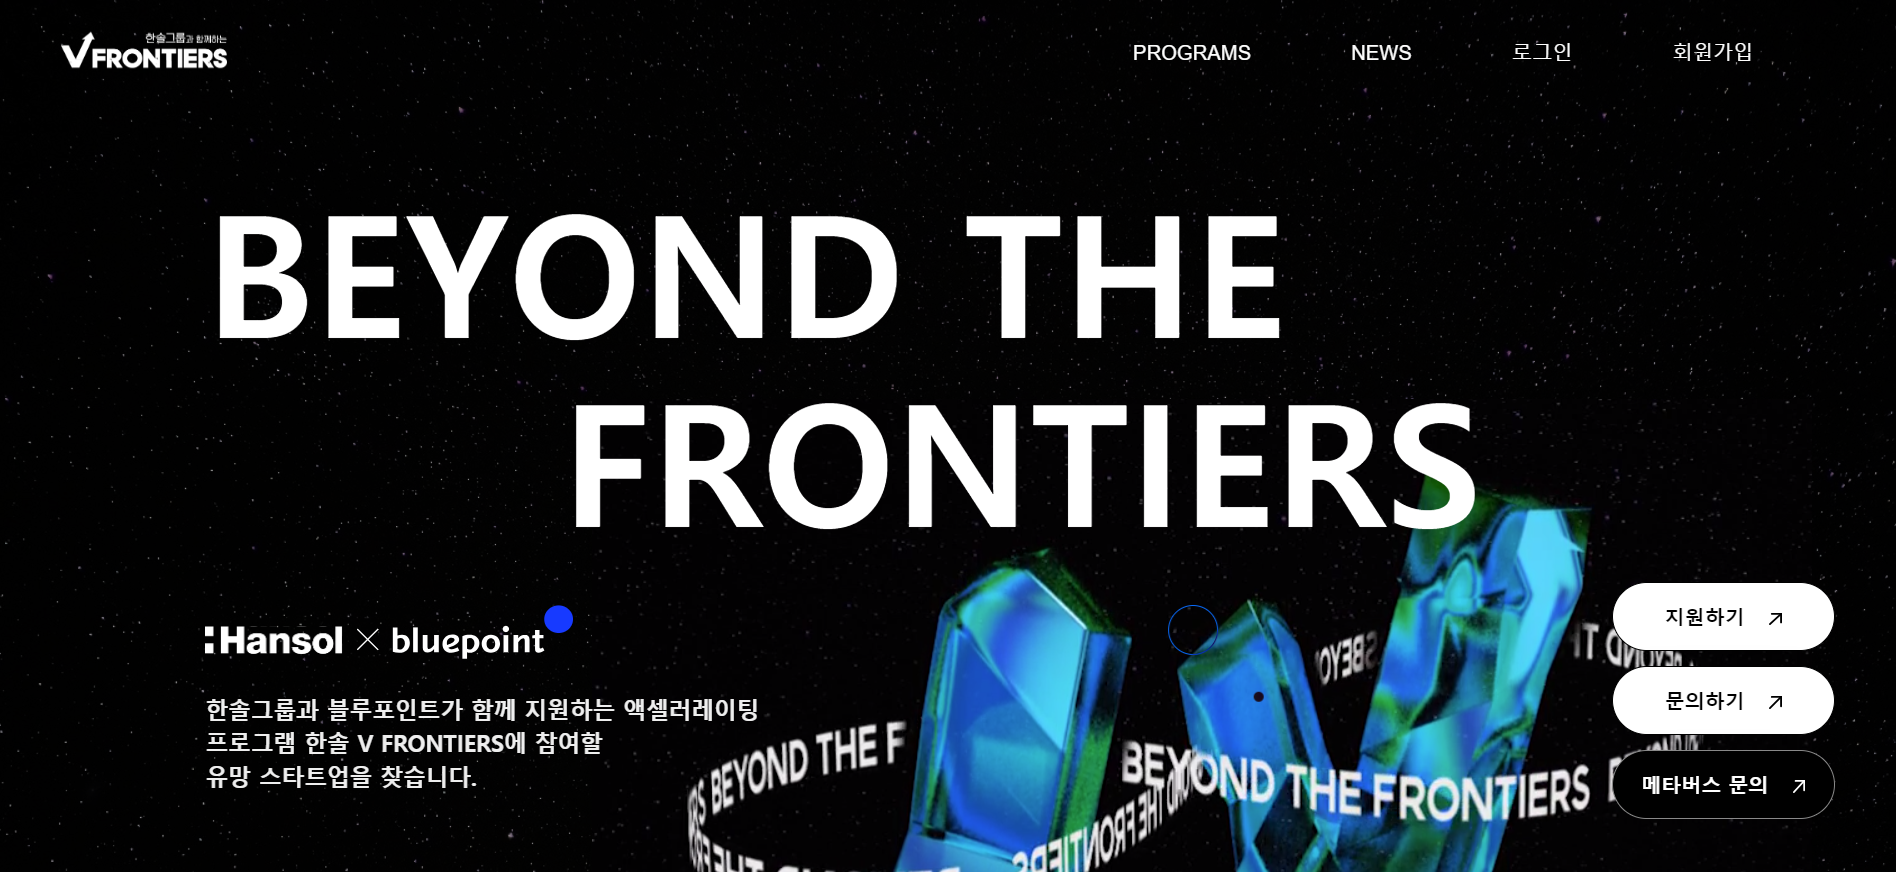 한솔그룹과 함께하는
V FRONTIERS
PROGRAMS
NEWS
로그인
회원가입
BEYOND THE
FRONTIERS
Hansol × bluepoint
한솔그룹과 블루포인트가 함께 지원하는 액셀러레이팅
프로그램 한솔 V FRONTIERS에 참여할
유망 스타트업을 찾습니다.
지원하기
문의하기
메타버스 문의
BEYOND THE F
BEYOND THE FRONTIERS